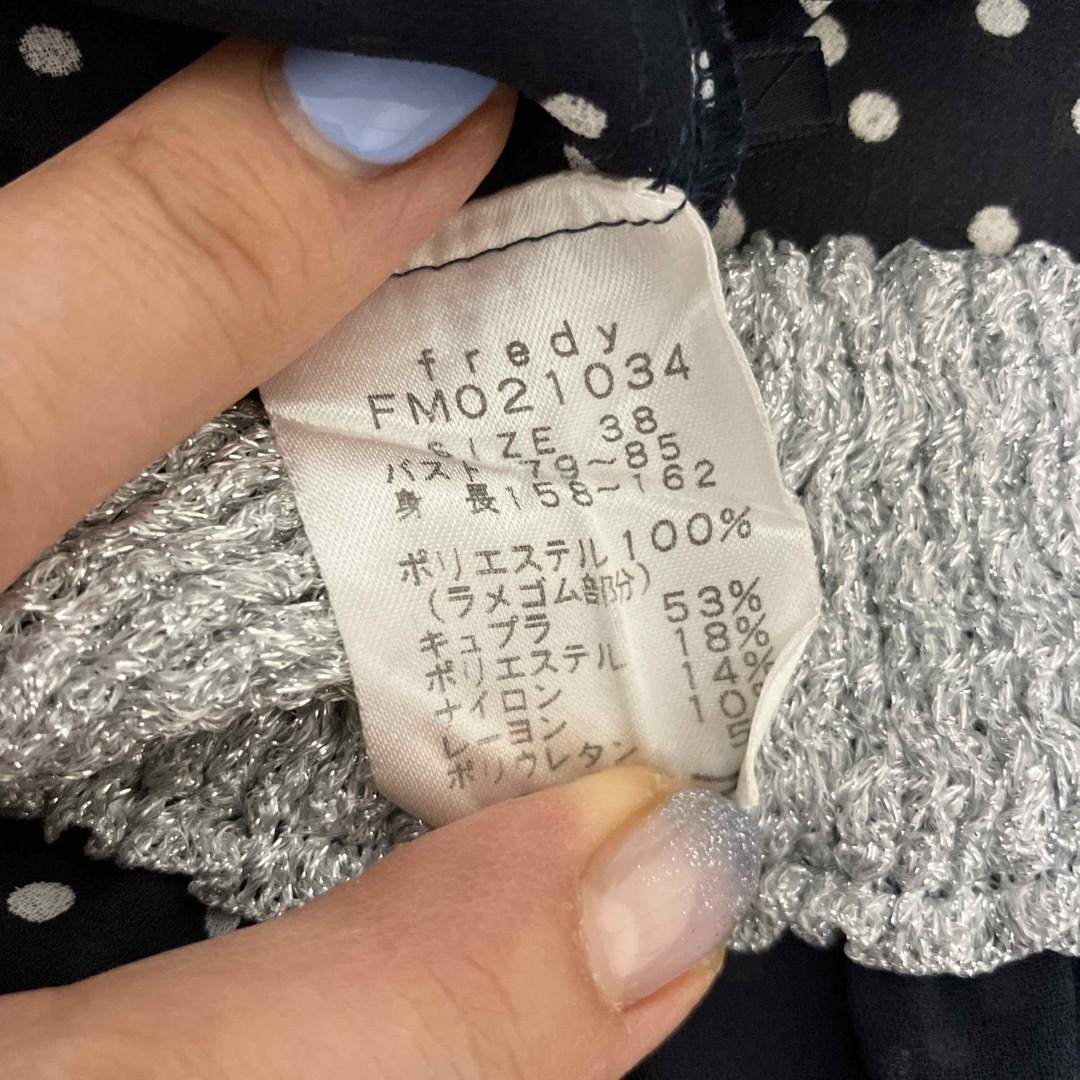 fredy
FM021034
SIZE 38
バスト 79~85
身 長158~162
ポリエステル100%
(ラメゴム部分)
キュプラ 53%
ポリエステル 18%
ナイロン 14%
レーヨン 10%
ポリウレタン 5